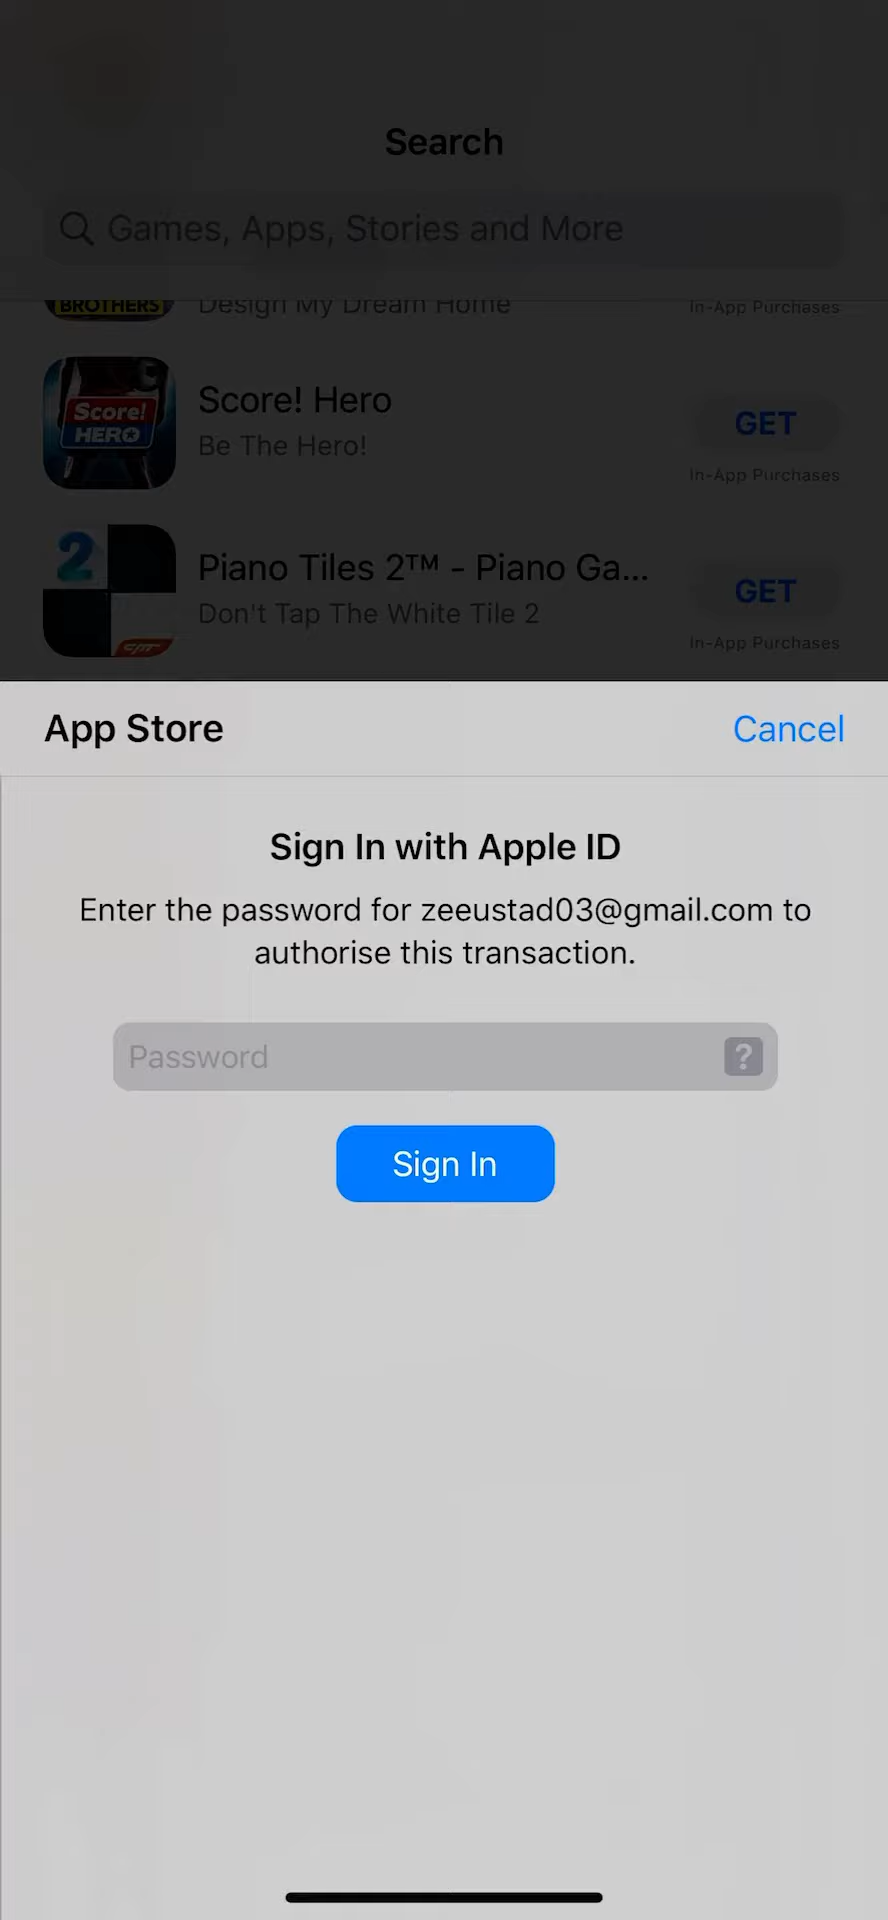 Search
Games, Apps, Stories and More
BROTHERS
Design My Dream Home
In-App Purchases
Score!
HERO
Score! Hero
Be The Hero!
GET
In-App Purchases
2
Piano Tiles 2™ - Piano Ga...
Don't Tap The White Tile 2
GET
In-App Purchases
App Store
Cancel
Sign In with Apple ID
Enter the password for zeeustad03@gmail.com to
authorise this transaction.
Password
?
Sign In